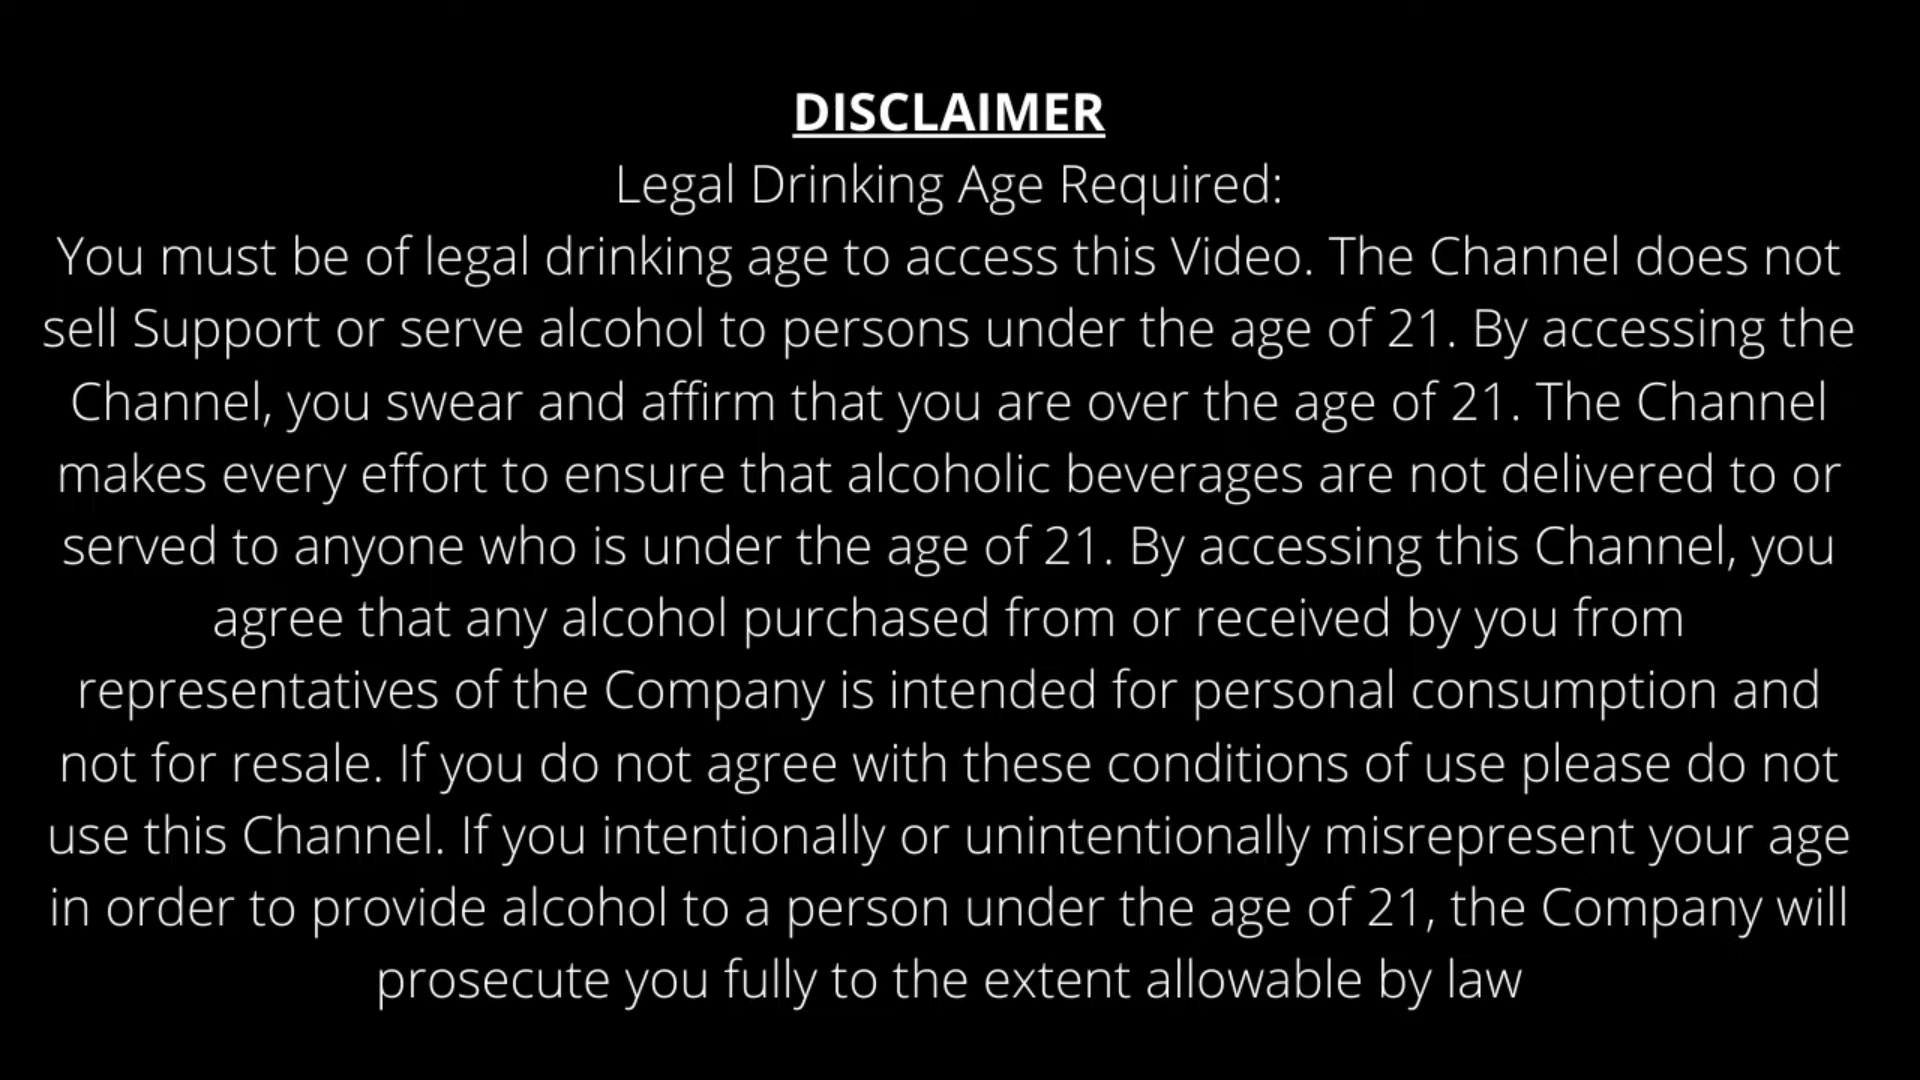 DISCLAIMER
Legal Drinking Age Required:
You must be of legal drinking age to access this Video. The Channel does not
sell Support or serve alcohol to persons under the age of 21. By accessing the
Channel, you swear and affirm that you are over the age of 21. The Channel
makes every effort to ensure that alcoholic beverages are not delivered to or
served to anyone who is under the age of 21. By accessing this Channel, you
agree that any alcohol purchased from or received by you from
representatives of the Company is intended for personal consumption and
not for resale. If you do not agree with these conditions of use please do not
use this Channel. If you intentionally or unintentionally misrepresent your age
in order to provide alcohol to a person under the age of 21, the Company will
prosecute you fully to the extent allowable by law